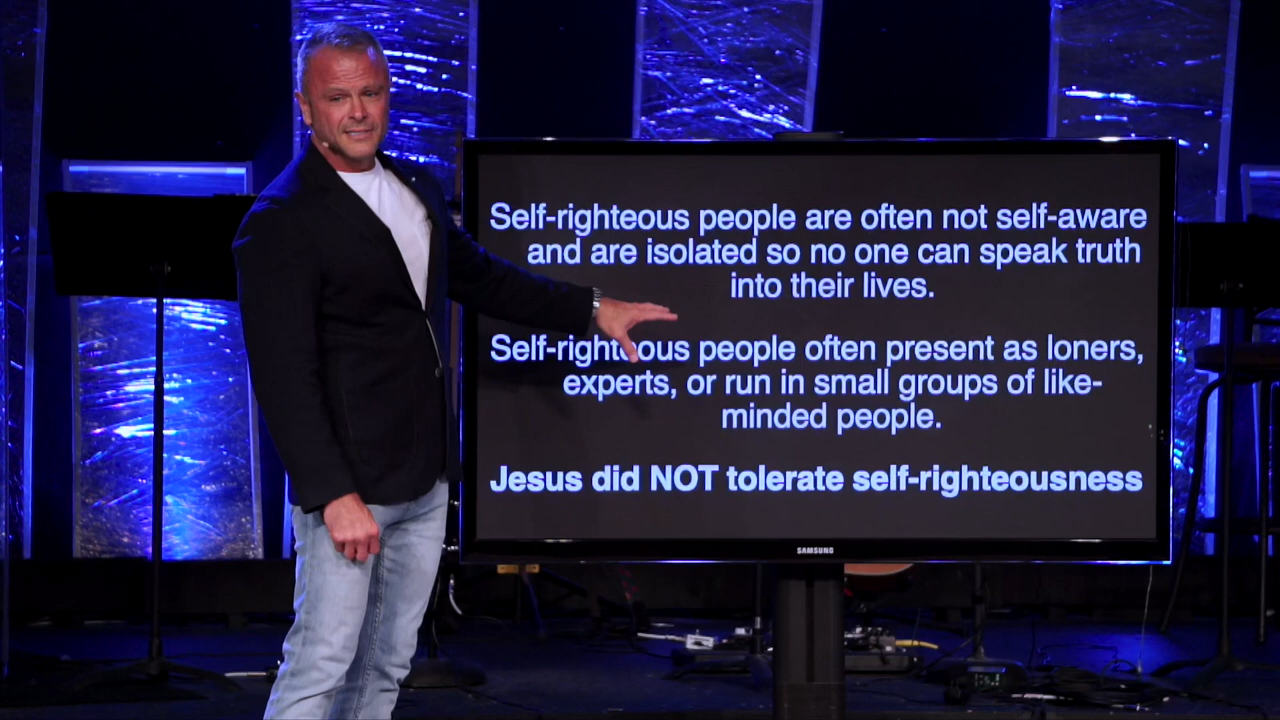 Self-righteous people are often not self-aware
and are isolated so no one can speak truth
into their lives.
Self-righteous people often present as loners,
experts, or run in small groups of like-
minded people.
Jesus did NOT tolerate self-righteousness
SAMSUNG